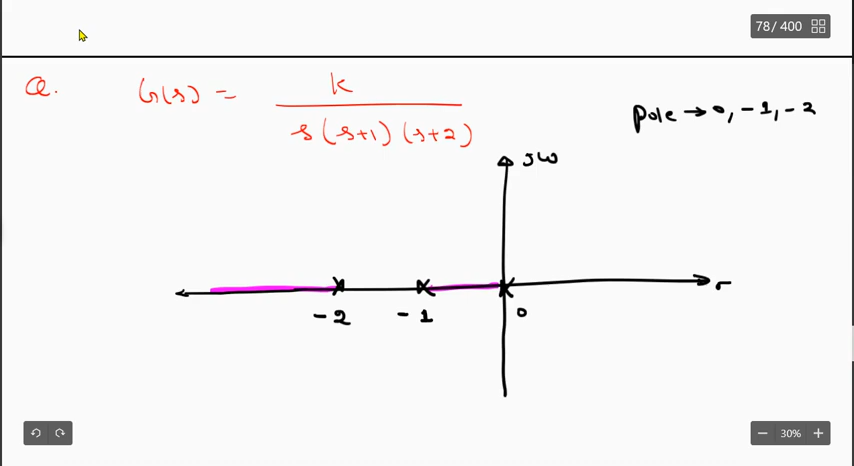 78/400
Q. G(s) = k
s(s+1)(s+2)
pole → 0, -1, -2
jω
σ
-2 -1 0
30%